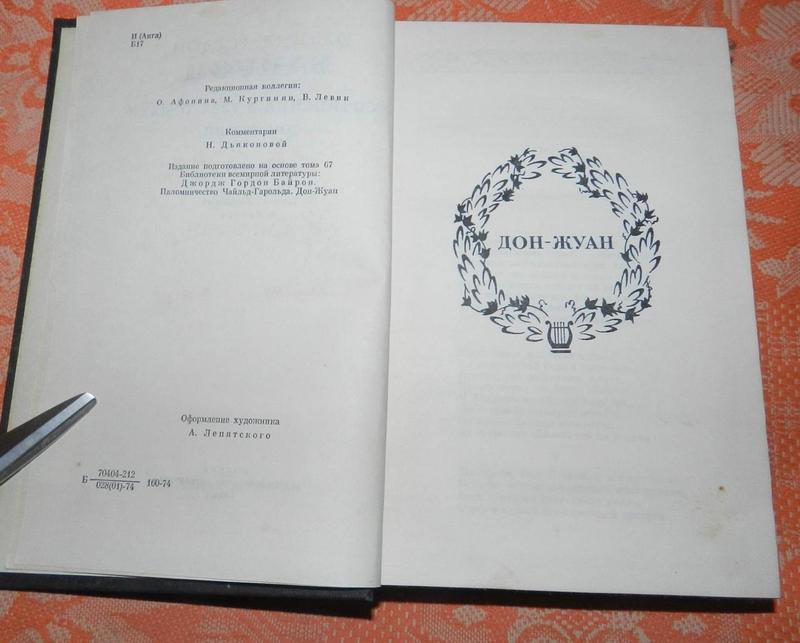 И (Англ)
Б17
Редакционная коллегия:
О. Афонина, М. Кургинян, В. Левик
Комментарии
Н. Дьяконовой
Издание подготовлено на основе тома 67
Библиотеки всемирной литературы:
Джордж Гордон Байрон.
Паломничество Чайльд-Гарольда. Дон-Жуан
Оформление художника
А. Лепятского
Б 70404-212
028(01)-74 160-74
ДОН-ЖУАН